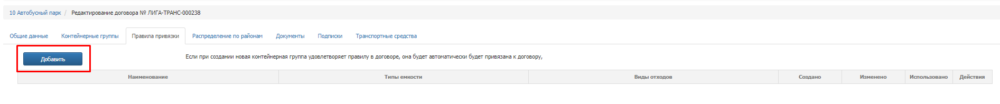 10 Автобусный парк / Редактирование договора № ЛИГА-ТРАНС-000238
Общие данные Контейнерные группы Правила привязки Распределение по районам Документы Подписки Транспортные средства
Добавить Если при создании новая контейнерная группа удовлетворяет правилу в договоре, она будет автоматически будет привязана к договору,
Наименование Типы емкости Виды отходов Создано Изменено Использовано Действия